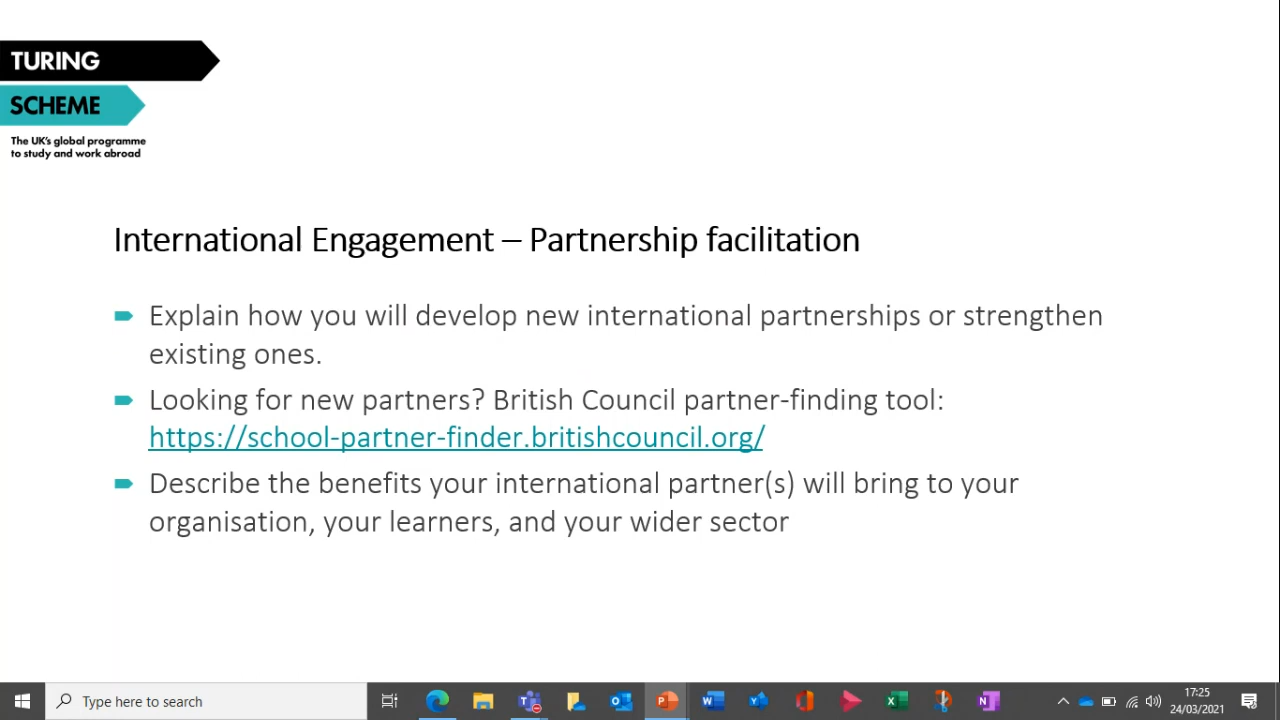 TURING
SCHEME
The UK's global programme
to study and work abroad
International Engagement – Partnership facilitation
Explain how you will develop new international partnerships or strengthen
existing ones.
Looking for new partners? British Council partner-finding tool:
https://school-partner-finder.britishcouncil.org/
Describe the benefits your international partner(s) will bring to your
organisation, your learners, and your wider sector
Type here to search
17:25
24/03/2021